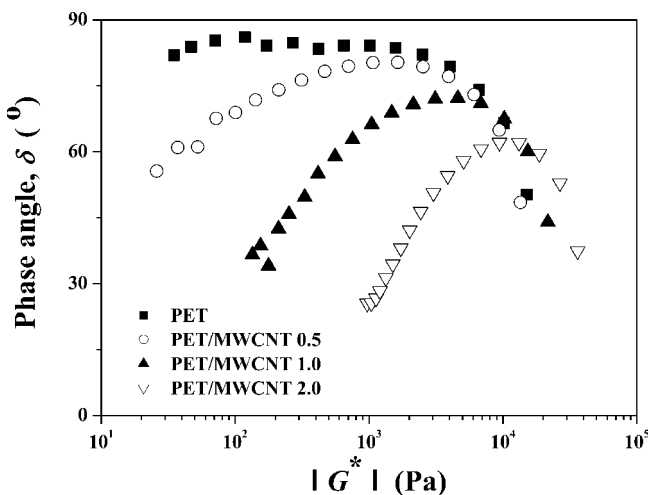 90
60
30
0
Phase angle, δ ( ° )
PET
PET/MWCNT 0.5
PET/MWCNT 1.0
PET/MWCNT 2.0
10¹ 10² 10³ 10⁴ 10⁵
| G* | (Pa)